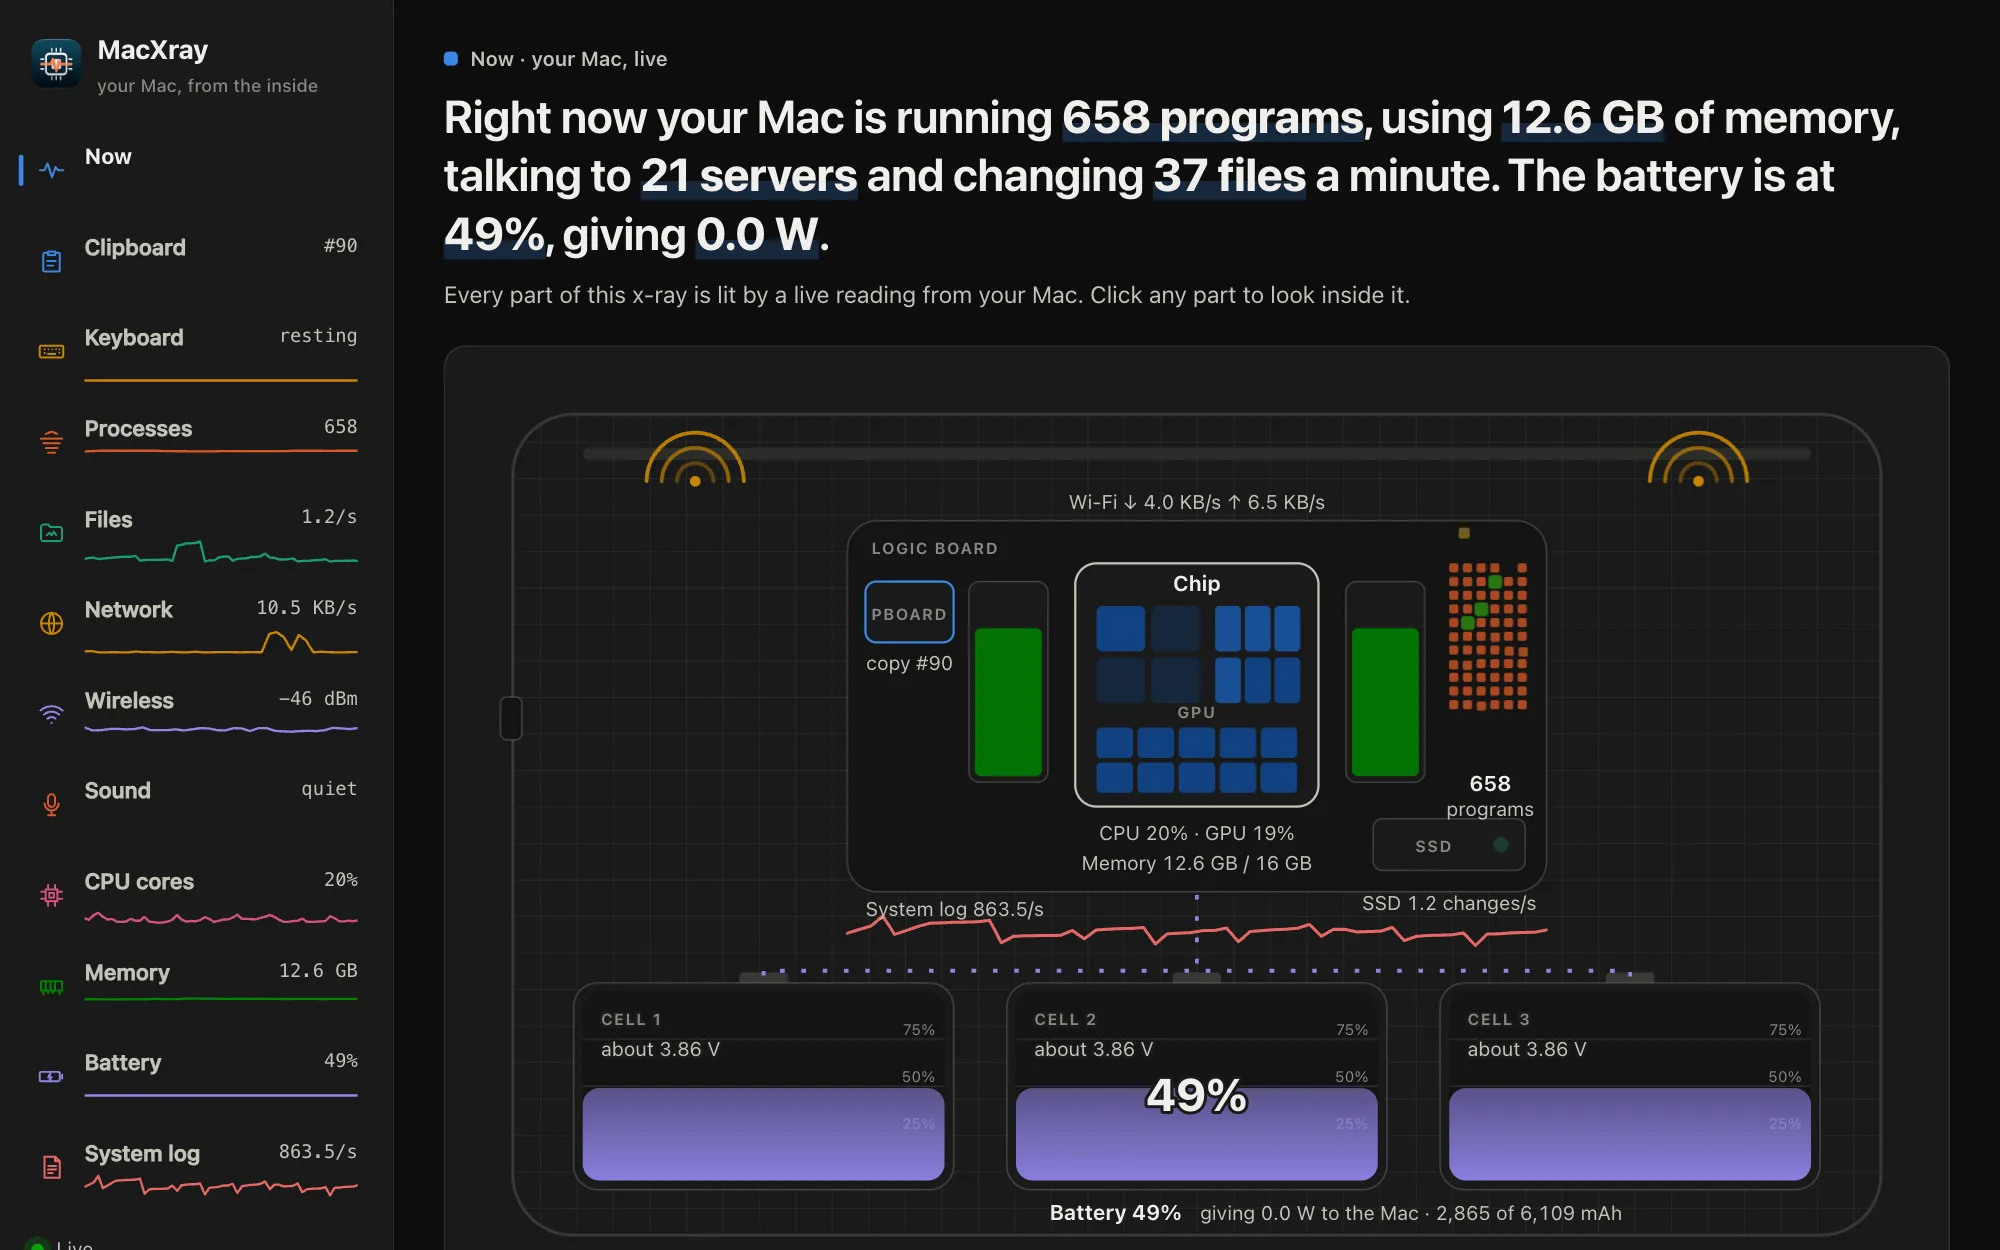 MacXray
your Mac, from the inside
Now
Clipboard #90
Keyboard resting
Processes 658
Files 1.2/s
Network 10.5 KB/s
Wireless −46 dBm
Sound quiet
CPU cores 20%
Memory 12.6 GB
Battery 49%
System log 863.5/s
Live
Now · your Mac, live
Right now your Mac is running 658 programs, using 12.6 GB of memory,
talking to 21 servers and changing 37 files a minute. The battery is at
49%, giving 0.0 W.
Every part of this x-ray is lit by a live reading from your Mac. Click any part to look inside it.
Wi-Fi ↓ 4.0 KB/s ↑ 6.5 KB/s
LOGIC BOARD
PBOARD
copy #90
Chip
GPU
CPU 20% · GPU 19%
Memory 12.6 GB / 16 GB
658
programs
SSD
System log 863.5/s
SSD 1.2 changes/s
CELL 1
about 3.86 V
75%
50%
25%
CELL 2
about 3.86 V
75%
50%
49%
25%
CELL 3
about 3.86 V
75%
50%
25%
Battery 49% giving 0.0 W to the Mac · 2,865 of 6,109 mAh